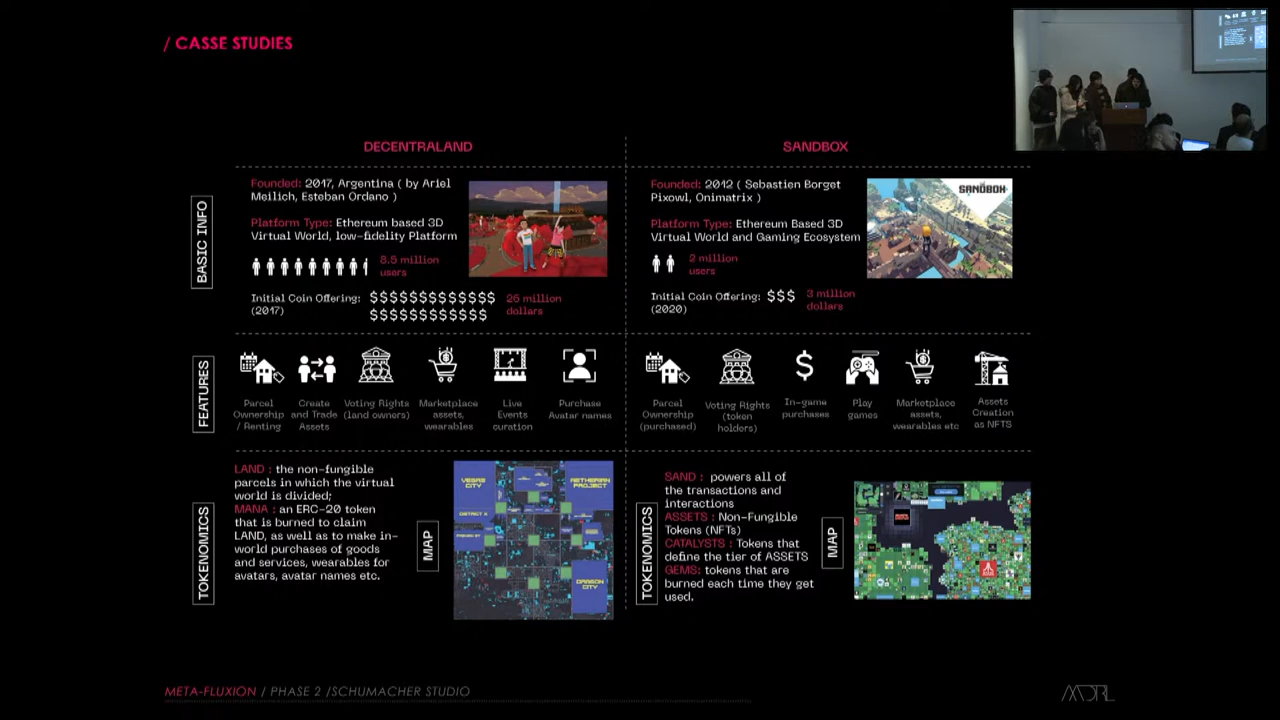 / CASSE STUDIES
DECENTRALAND
SANDBOX
BASIC INFO
Founded: 2017, Argentina ( by Ariel
Meilich, Esteban Ordano )
Platform Type: Ethereum based 3D
Virtual World, low-fidelity Platform
8.5 million
users
Initial Coin Offering:
(2017)
$$$$$$$$$$$$$
$$$$$$$$$$$$$
26 million
dollars
Founded: 2012 ( Sebastien Borget
Pixowl, Onimatrix )
Platform Type: Ethereum Based 3D
Virtual World and Gaming Ecosystem
2 million
users
Initial Coin Offering:
(2020)
$$$
3 million
dollars
SANDBOX
FEATURES
Parcel
Ownership
/ Renting
Create
and Trade
Assets
Voting Rights
(land owners)
Marketplace
assets,
wearables
Live
Events
curation
Purchase
Avatar names
Parcel
Ownership
(purchased)
Voting Rights
(token
holders)
In-game
purchases
Play
games
Marketplace
assets,
wearables etc
Assets
Creation
as NFTS
TOKENOMICS
LAND : the non-fungible
parcels in which the virtual
world is divided;
MANA : an ERC-20 token
that is burned to claim
LAND, as well as to make in-
world purchases of goods
and services, wearables for
avatars, avatar names etc.
MAP
VEGAS
CITY
AETHERIAN
PROJECT
DISTRICT X
DRAGON
CITY
TOKENOMICS
SAND : powers all of
the transactions and
interactions
ASSETS : Non-Fungible
Tokens (NFTs)
CATALYSTS : Tokens that
define the tier of ASSETS
GEMS: tokens that are
burned each time they get
used.
MAP
META-FLUXION / PHASE 2 /SCHUMACHER STUDIO